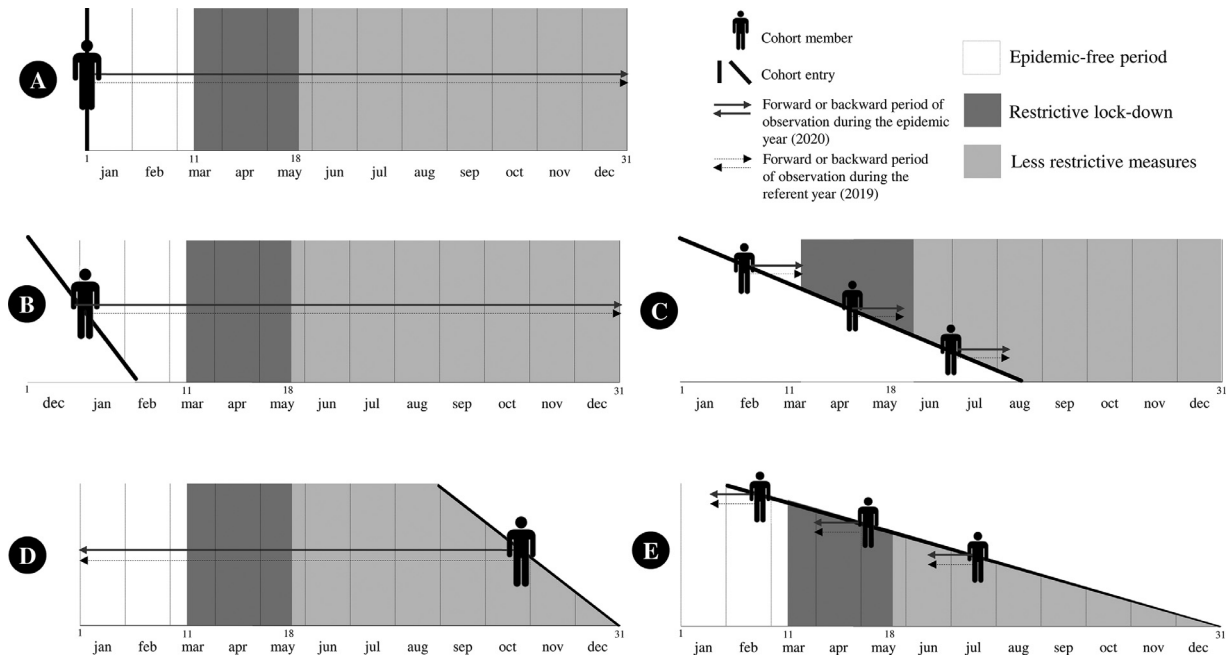 A
1 11 18 31
jan feb mar apr may jun jul aug sep oct nov dec
Cohort member
Cohort entry
Forward or backward period of
observation during the epidemic
year (2020)
Forward or backward period
of observation during the
referent year (2019)
Epidemic-free period
Restrictive lock-down
Less restrictive measures
B
1 11 18 31
dec jan feb mar apr may jun jul aug sep oct nov dec
C
1 11 18 31
jan feb mar apr may jun jul aug sep oct nov dec
D
1 11 18 31
jan feb mar apr may jun jul aug sep oct nov dec
E
1 11 18 31
jan feb mar apr may jun jul aug sep oct nov dec